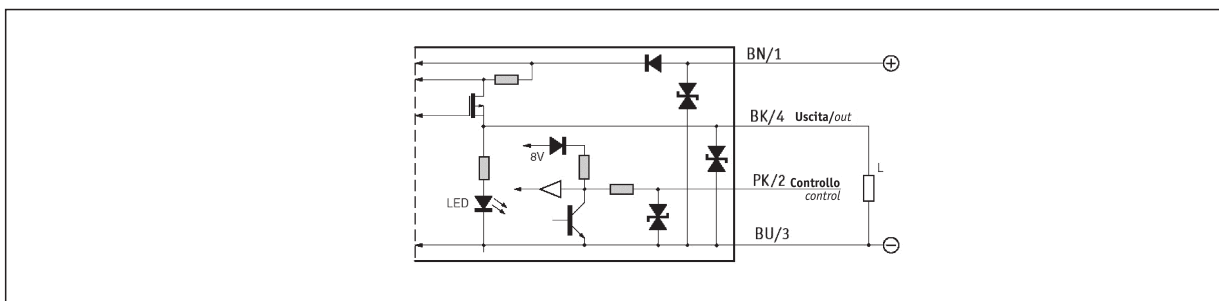 BN/1
BK/4 Uscita/out
8V
L
PK/2 Controllo
control
LED
BU/3